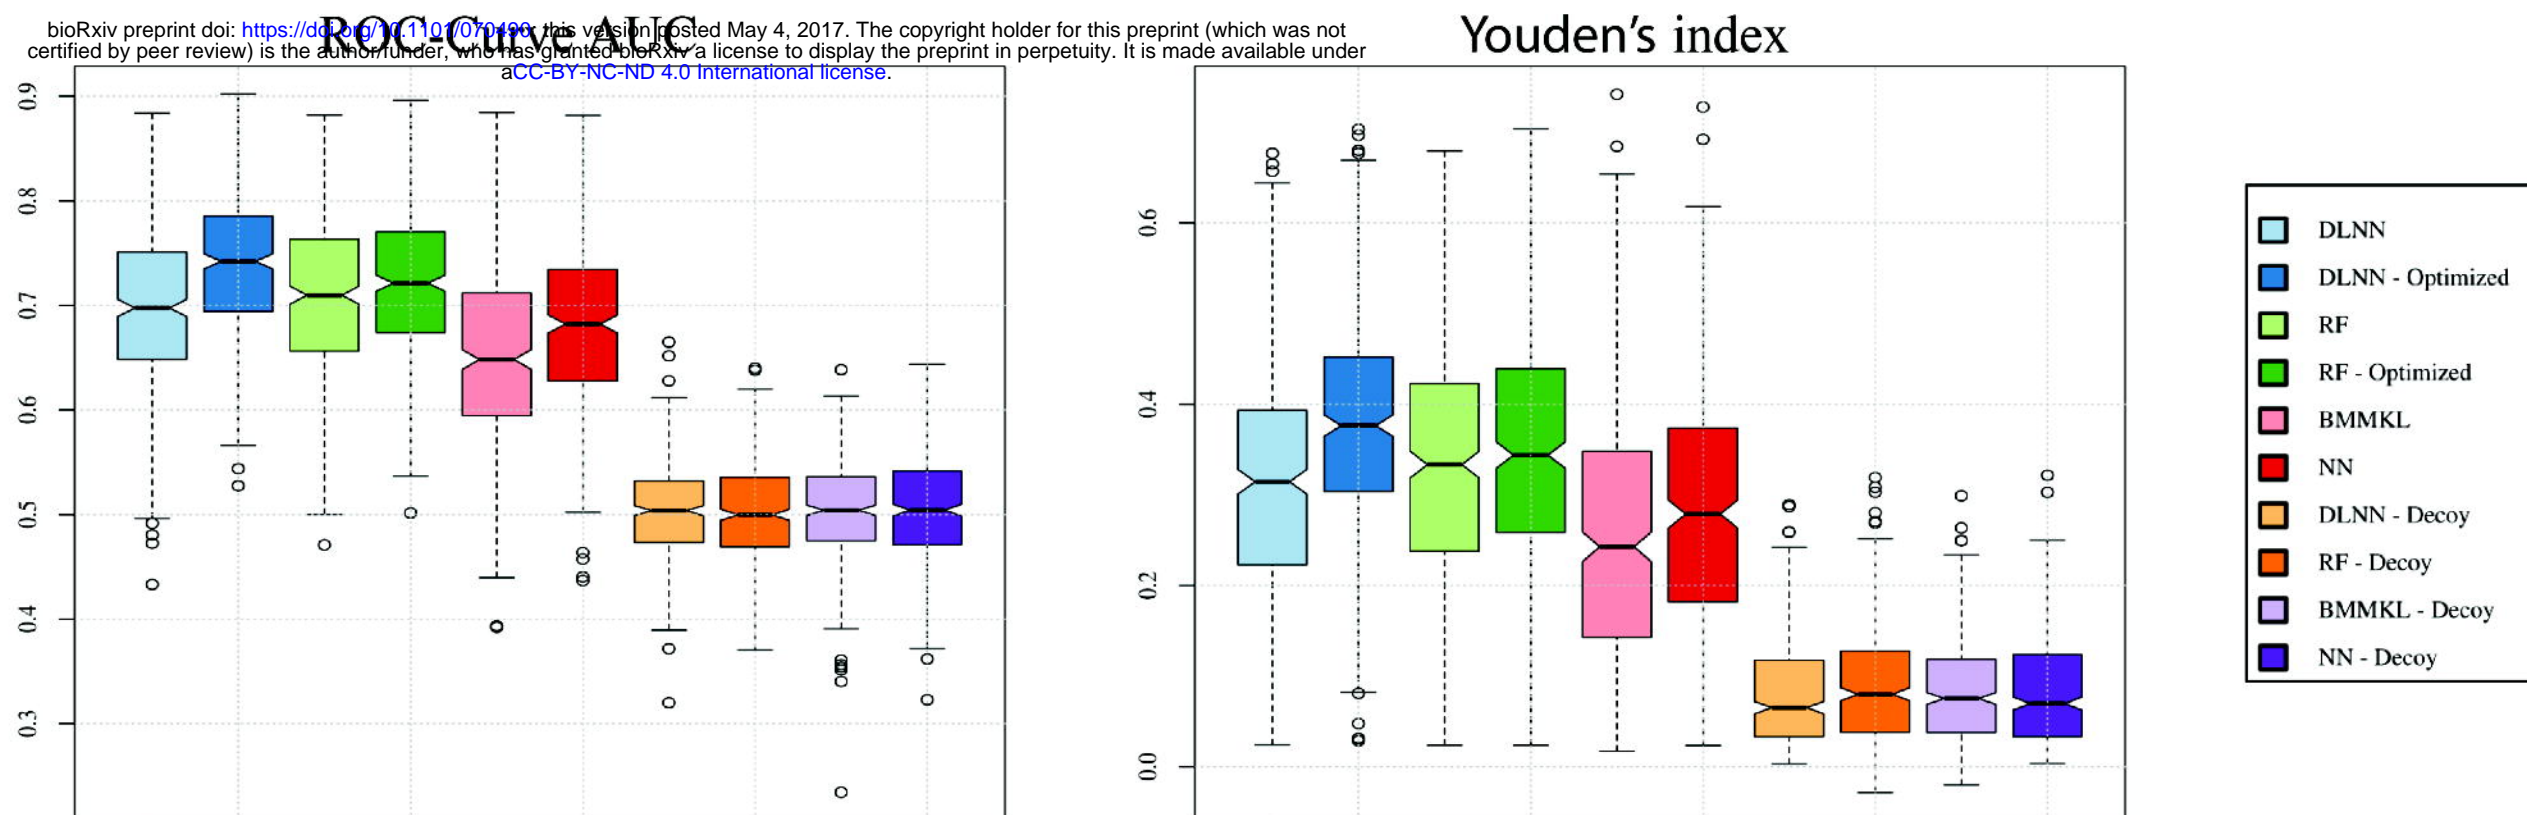 bioRxiv preprint doi: https://doi.org/10.1101/070490; this version posted May 4, 2017. The copyright holder for this preprint (which was not
certified by peer review) is the author/funder, who has granted bioRxiv a license to display the preprint in perpetuity. It is made available under
aCC-BY-NC-ND 4.0 International license.
ROC-Curve AUC
0.9
0.8
0.7
0.6
0.5
0.4
0.3
Youden's index
0.6
0.4
0.2
0.0
DLNN
DLNN - Optimized
RF
RF - Optimized
BMMKL
NN
DLNN - Decoy
RF - Decoy
BMMKL - Decoy
NN - Decoy